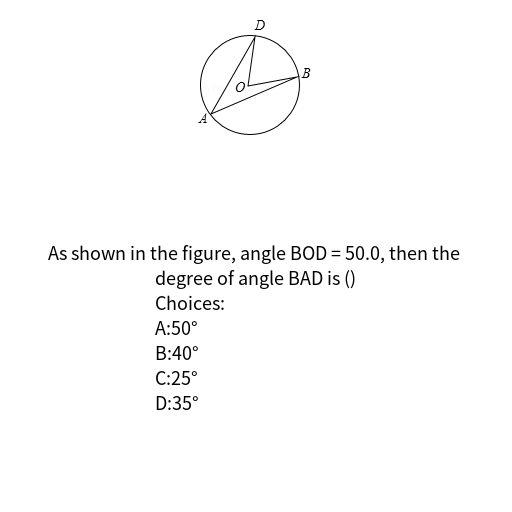 D
B
O
A
As shown in the figure, angle BOD = 50.0, then the
degree of angle BAD is ()
Choices:
A:50°
B:40°
C:25°
D:35°